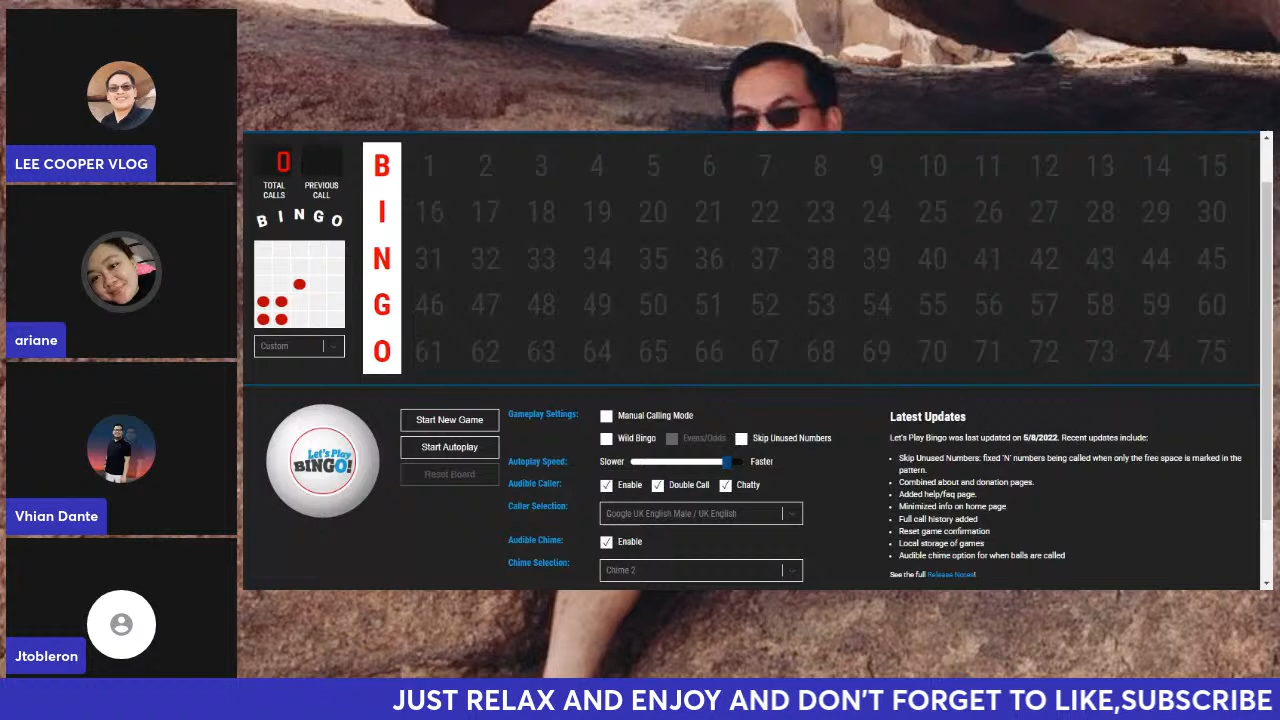 LEE COOPER VLOG
ariane
Vhian Dante
Jtobleron
0
TOTAL CALLS
PREVIOUS CALL
B I N G O
Custom
B 1 2 3 4 5 6 7 8 9 10 11 12 13 14 15
I 16 17 18 19 20 21 22 23 24 25 26 27 28 29 30
N 31 32 33 34 35 36 37 38 39 40 41 42 43 44 45
G 46 47 48 49 50 51 52 53 54 55 56 57 58 59 60
O 61 62 63 64 65 66 67 68 69 70 71 72 73 74 75
Let's Play
BINGO!
Start New Game
Start Autoplay
Reset Board
Gameplay Settings:
Manual Calling Mode
Wild Bingo Evens/Odds Skip Unused Numbers
Autoplay Speed: Slower Faster
Audible Caller: Enable Double Call Chatty
Caller Selection: Google UK English Male / UK English
Audible Chime: Enable
Chime Selection: Chime 2
Latest Updates
Let's Play Bingo was last updated on 5/8/2022. Recent updates include:
• Skip Unused Numbers: fixed 'N' numbers being called when only the free space is marked in the
pattern.
• Combined about and donation pages.
• Added help/faq page.
• Minimized info on home page
• Full call history added
• Reset game confirmation
• Local storage of games
• Audible chime option for when balls are called
See the full Release Notes!
JUST RELAX AND ENJOY AND DON'T FORGET TO LIKE,SUBSCRIBE